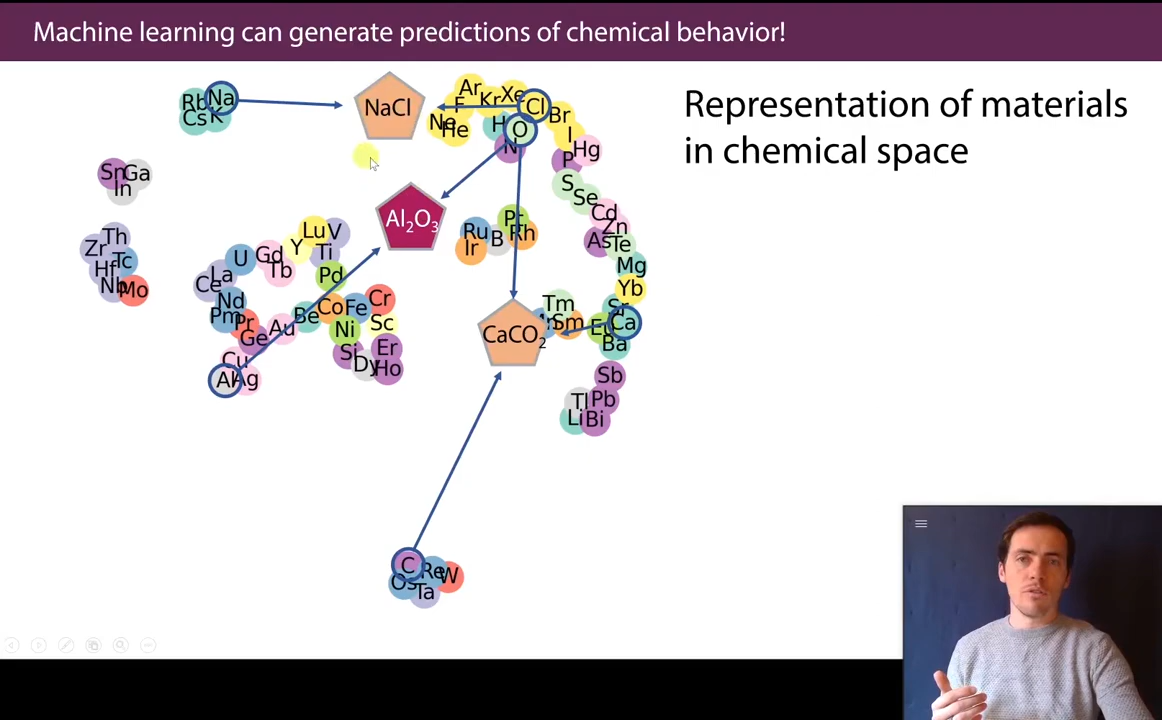 Machine learning can generate predictions of chemical behavior!
Representation of materials
in chemical space
Rb Na
Cs K
NaCl
Ar Kr Xe Cl Br
F
Ne He
H O
N
I
P Hg
S
Se
Cd
Zn
As Te
Mg
Yb
Sr
Eu Ca
Ba
Sn Ga
In
Al₂O₃
Th
Zr
Hf Tc
Nb Mo
Lu V
Y Ti
U Gd
Tb
La
Ce
Pd
Ru
Ir B
Pt
Rh
Nd
Pm
Pr
Ge Au Be Co Fe Cr
Ni Sc
Si Er
Dy Ho
Cu
Al Ag
Tm
Sm
CaCO₂
Sb
Tl Pb
Li Bi
C Re W
Os Ta